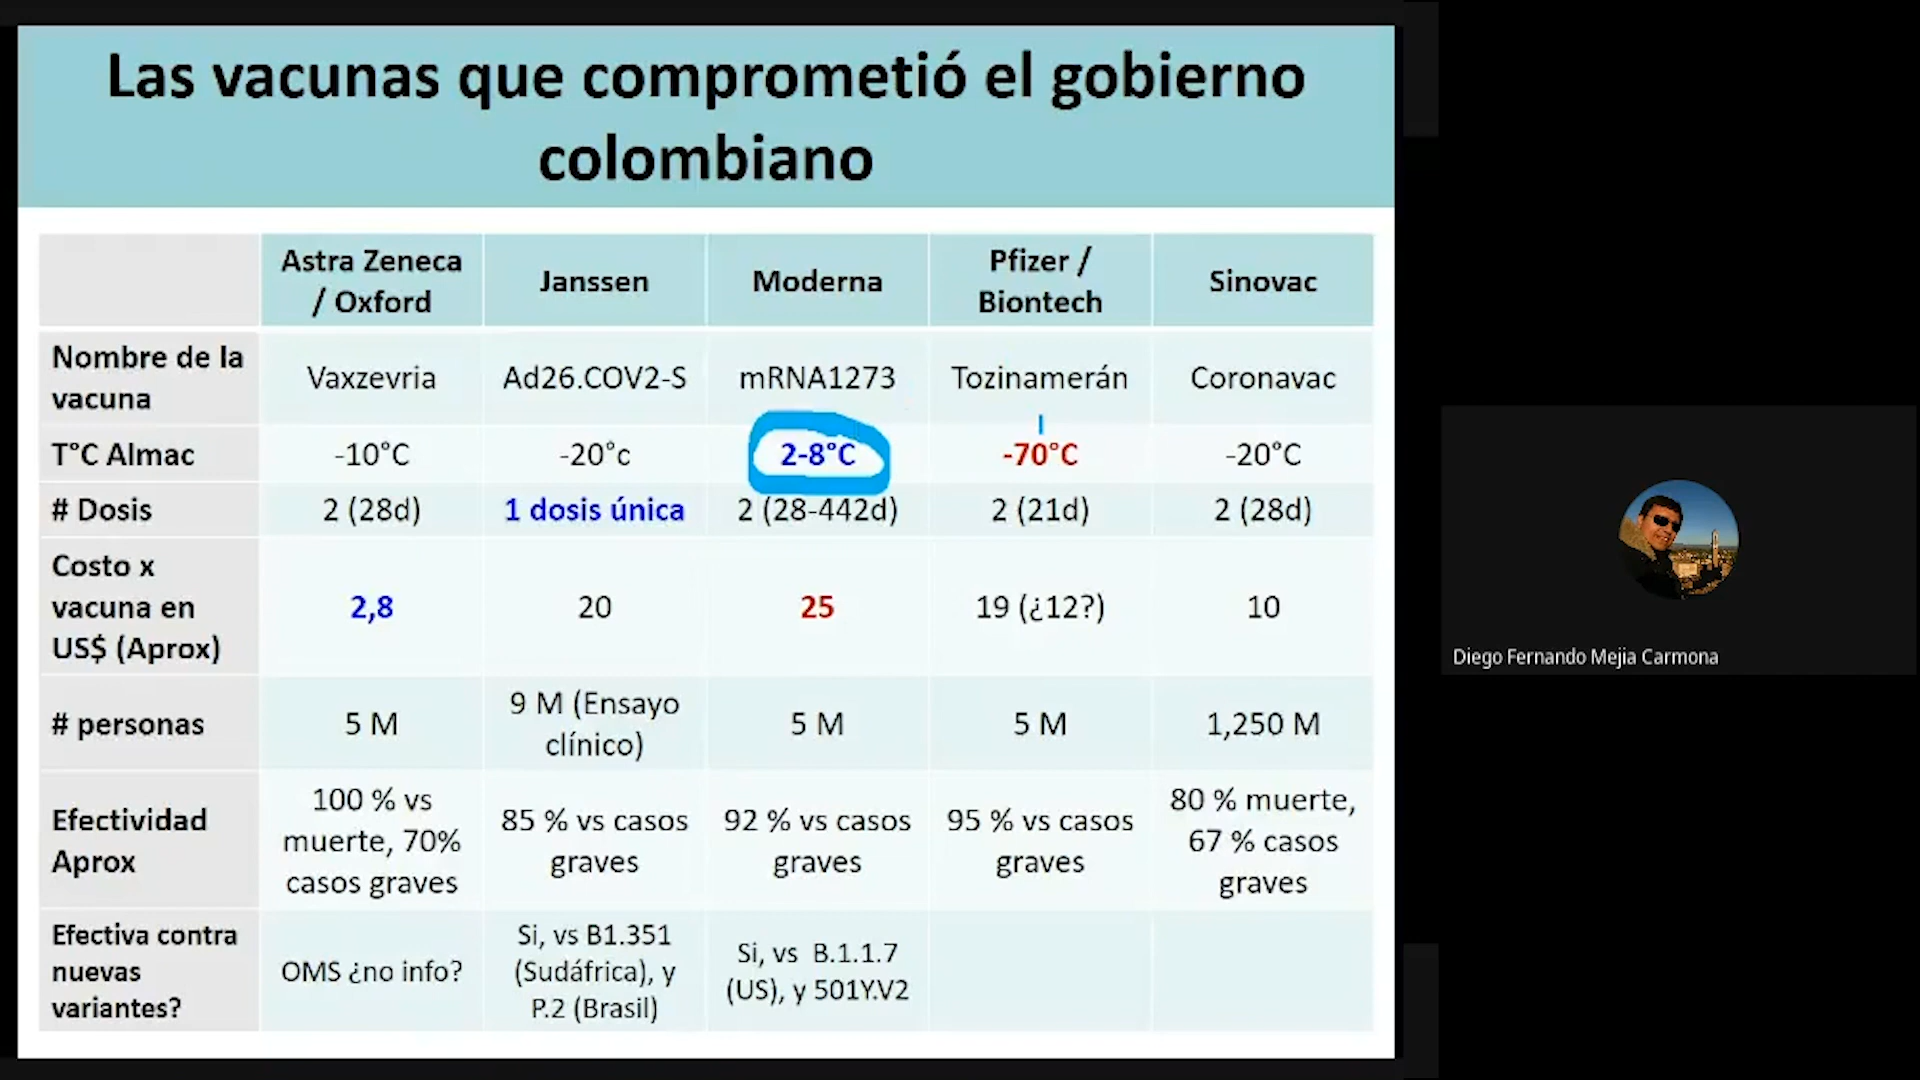 Las vacunas que comprometió el gobierno
colombiano
Astra Zeneca
/ Oxford
Janssen
Moderna
Pfizer /
Biontech
Sinovac
Nombre de la
vacuna
Vaxzevria
Ad26.COV2-S
mRNA1273
Tozinamerán
Coronavac
T°C Almac
-10°C
-20°c
2-8°C
-70°C
-20°C
# Dosis
2 (28d)
1 dosis única
2 (28-442d)
2 (21d)
2 (28d)
Costo x
vacuna en
US$ (Aprox)
2,8
20
25
19 (¿12?)
10
# personas
5 M
9 M (Ensayo
clínico)
5 M
5 M
1,250 M
Efectividad
Aprox
100 % vs
muerte, 70%
casos graves
85 % vs casos
graves
92 % vs casos
graves
95 % vs casos
graves
80 % muerte,
67 % casos
graves
Efectiva contra
nuevas
variantes?
OMS ¿no info?
Si, vs B1.351
(Sudáfrica), y
P.2 (Brasil)
Si, vs B.1.1.7
(US), y 501Y.V2
Diego Fernando Mejia Carmona